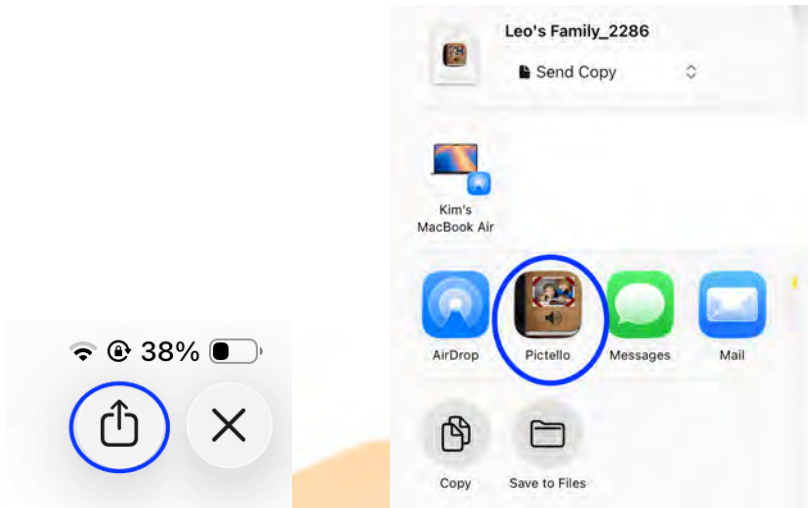 38%
Leo's Family_2286
Send Copy
Kim's
MacBook Air
AirDrop
Pictello
Messages
Mail
Copy
Save to Files